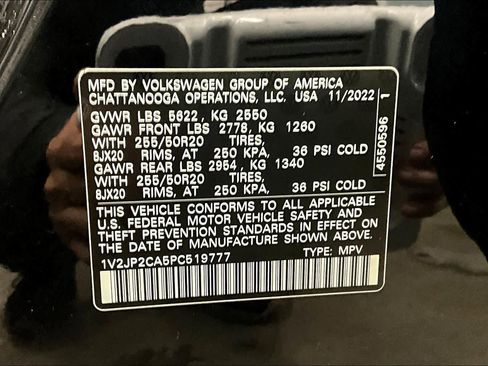 MFD BY VOLKSWAGEN GROUP OF AMERICA
CHATTANOOGA OPERATIONS, LLC. USA 11/2022
GVWR LBS 5622, KG 2550
GAWR FRONT LBS 2778, KG 1260
WITH 255/50R20 TIRES,
8JX20 RIMS, AT 250 KPA, 36 PSI COLD
GAWR REAR LBS 2954, KG 1340
WITH 255/50R20 TIRES,
8JX20 RIMS, AT 250 KPA, 36 PSI COLD
THIS VEHICLE CONFORMS TO ALL APPLICABLE
U.S. FEDERAL MOTOR VEHICLE SAFETY AND
THEFT PREVENTION STANDARDS IN EFFECT ON
THE DATE OF MANUFACTURE SHOWN ABOVE.
1V2JP2CA5PC519777 TYPE: MPV
4550596 1